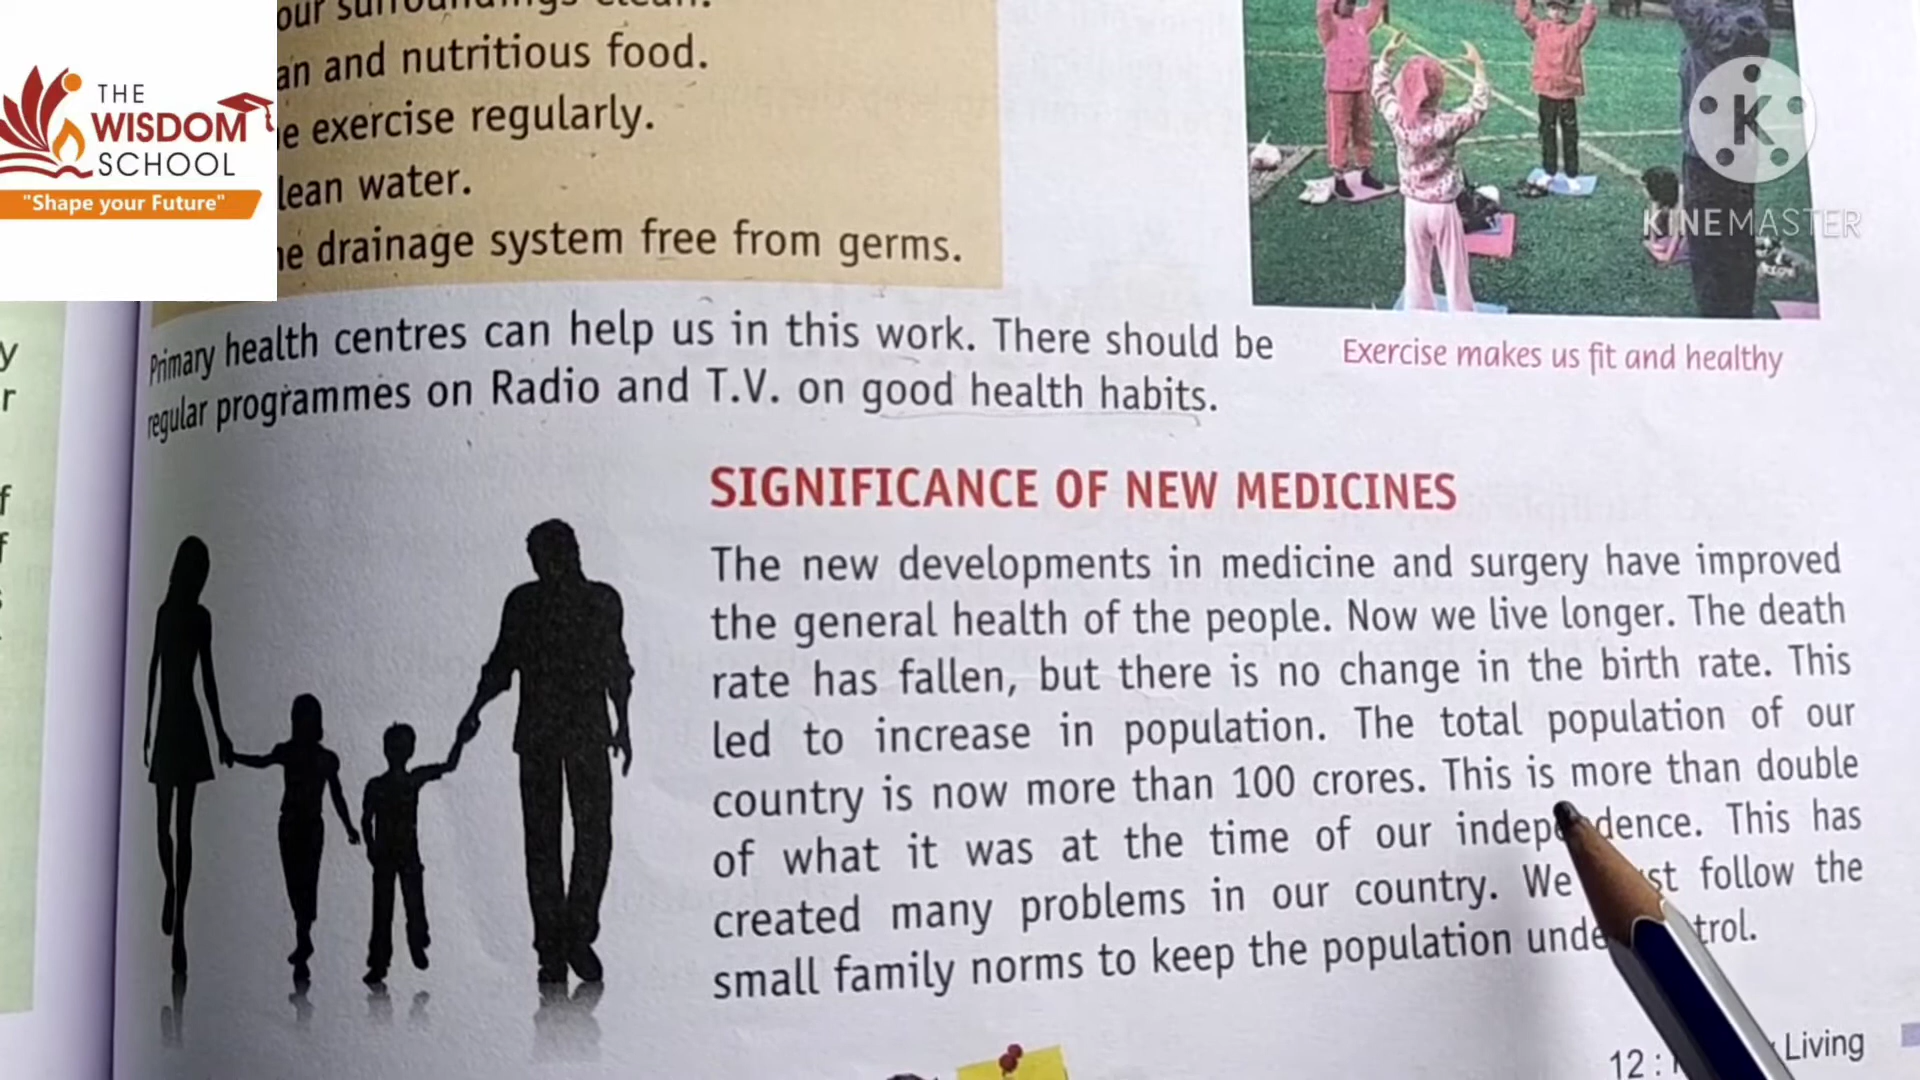 our surroundings clean.
THE
WISDOM
SCHOOL
"Shape your Future"
an and nutritious food.
e exercise regularly.
lean water.
he drainage system free from germs.
K
KINEMASTER
Primary health centres can help us in this work. There should be
regular programmes on Radio and T.V. on good health habits.
Exercise makes us fit and healthy
SIGNIFICANCE OF NEW MEDICINES
The new developments in medicine and surgery have improved
the general health of the people. Now we live longer. The death
rate has fallen, but there is no change in the birth rate. This
led to increase in population. The total population of our
country is now more than 100 crores. This is more than double
of what it was at the time of our independence. This has
created many problems in our country. We st follow the
small family norms to keep the population unde trol.
12 : Living
y
r
f
f